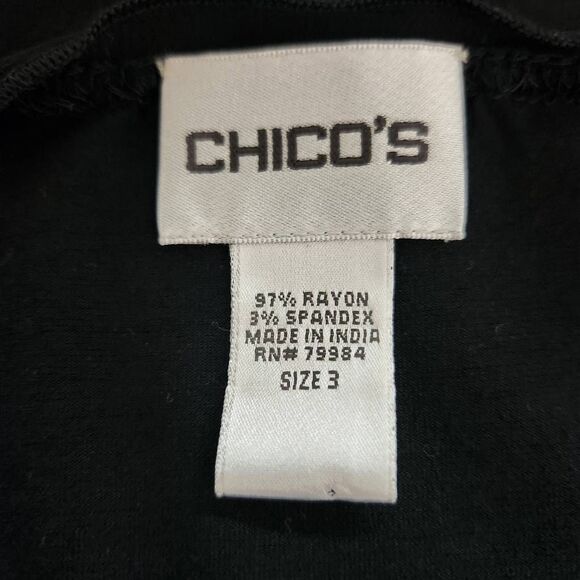 CHICO'S
97% RAYON
3% SPANDEX
MADE IN INDIA
RN# 79984
SIZE 3